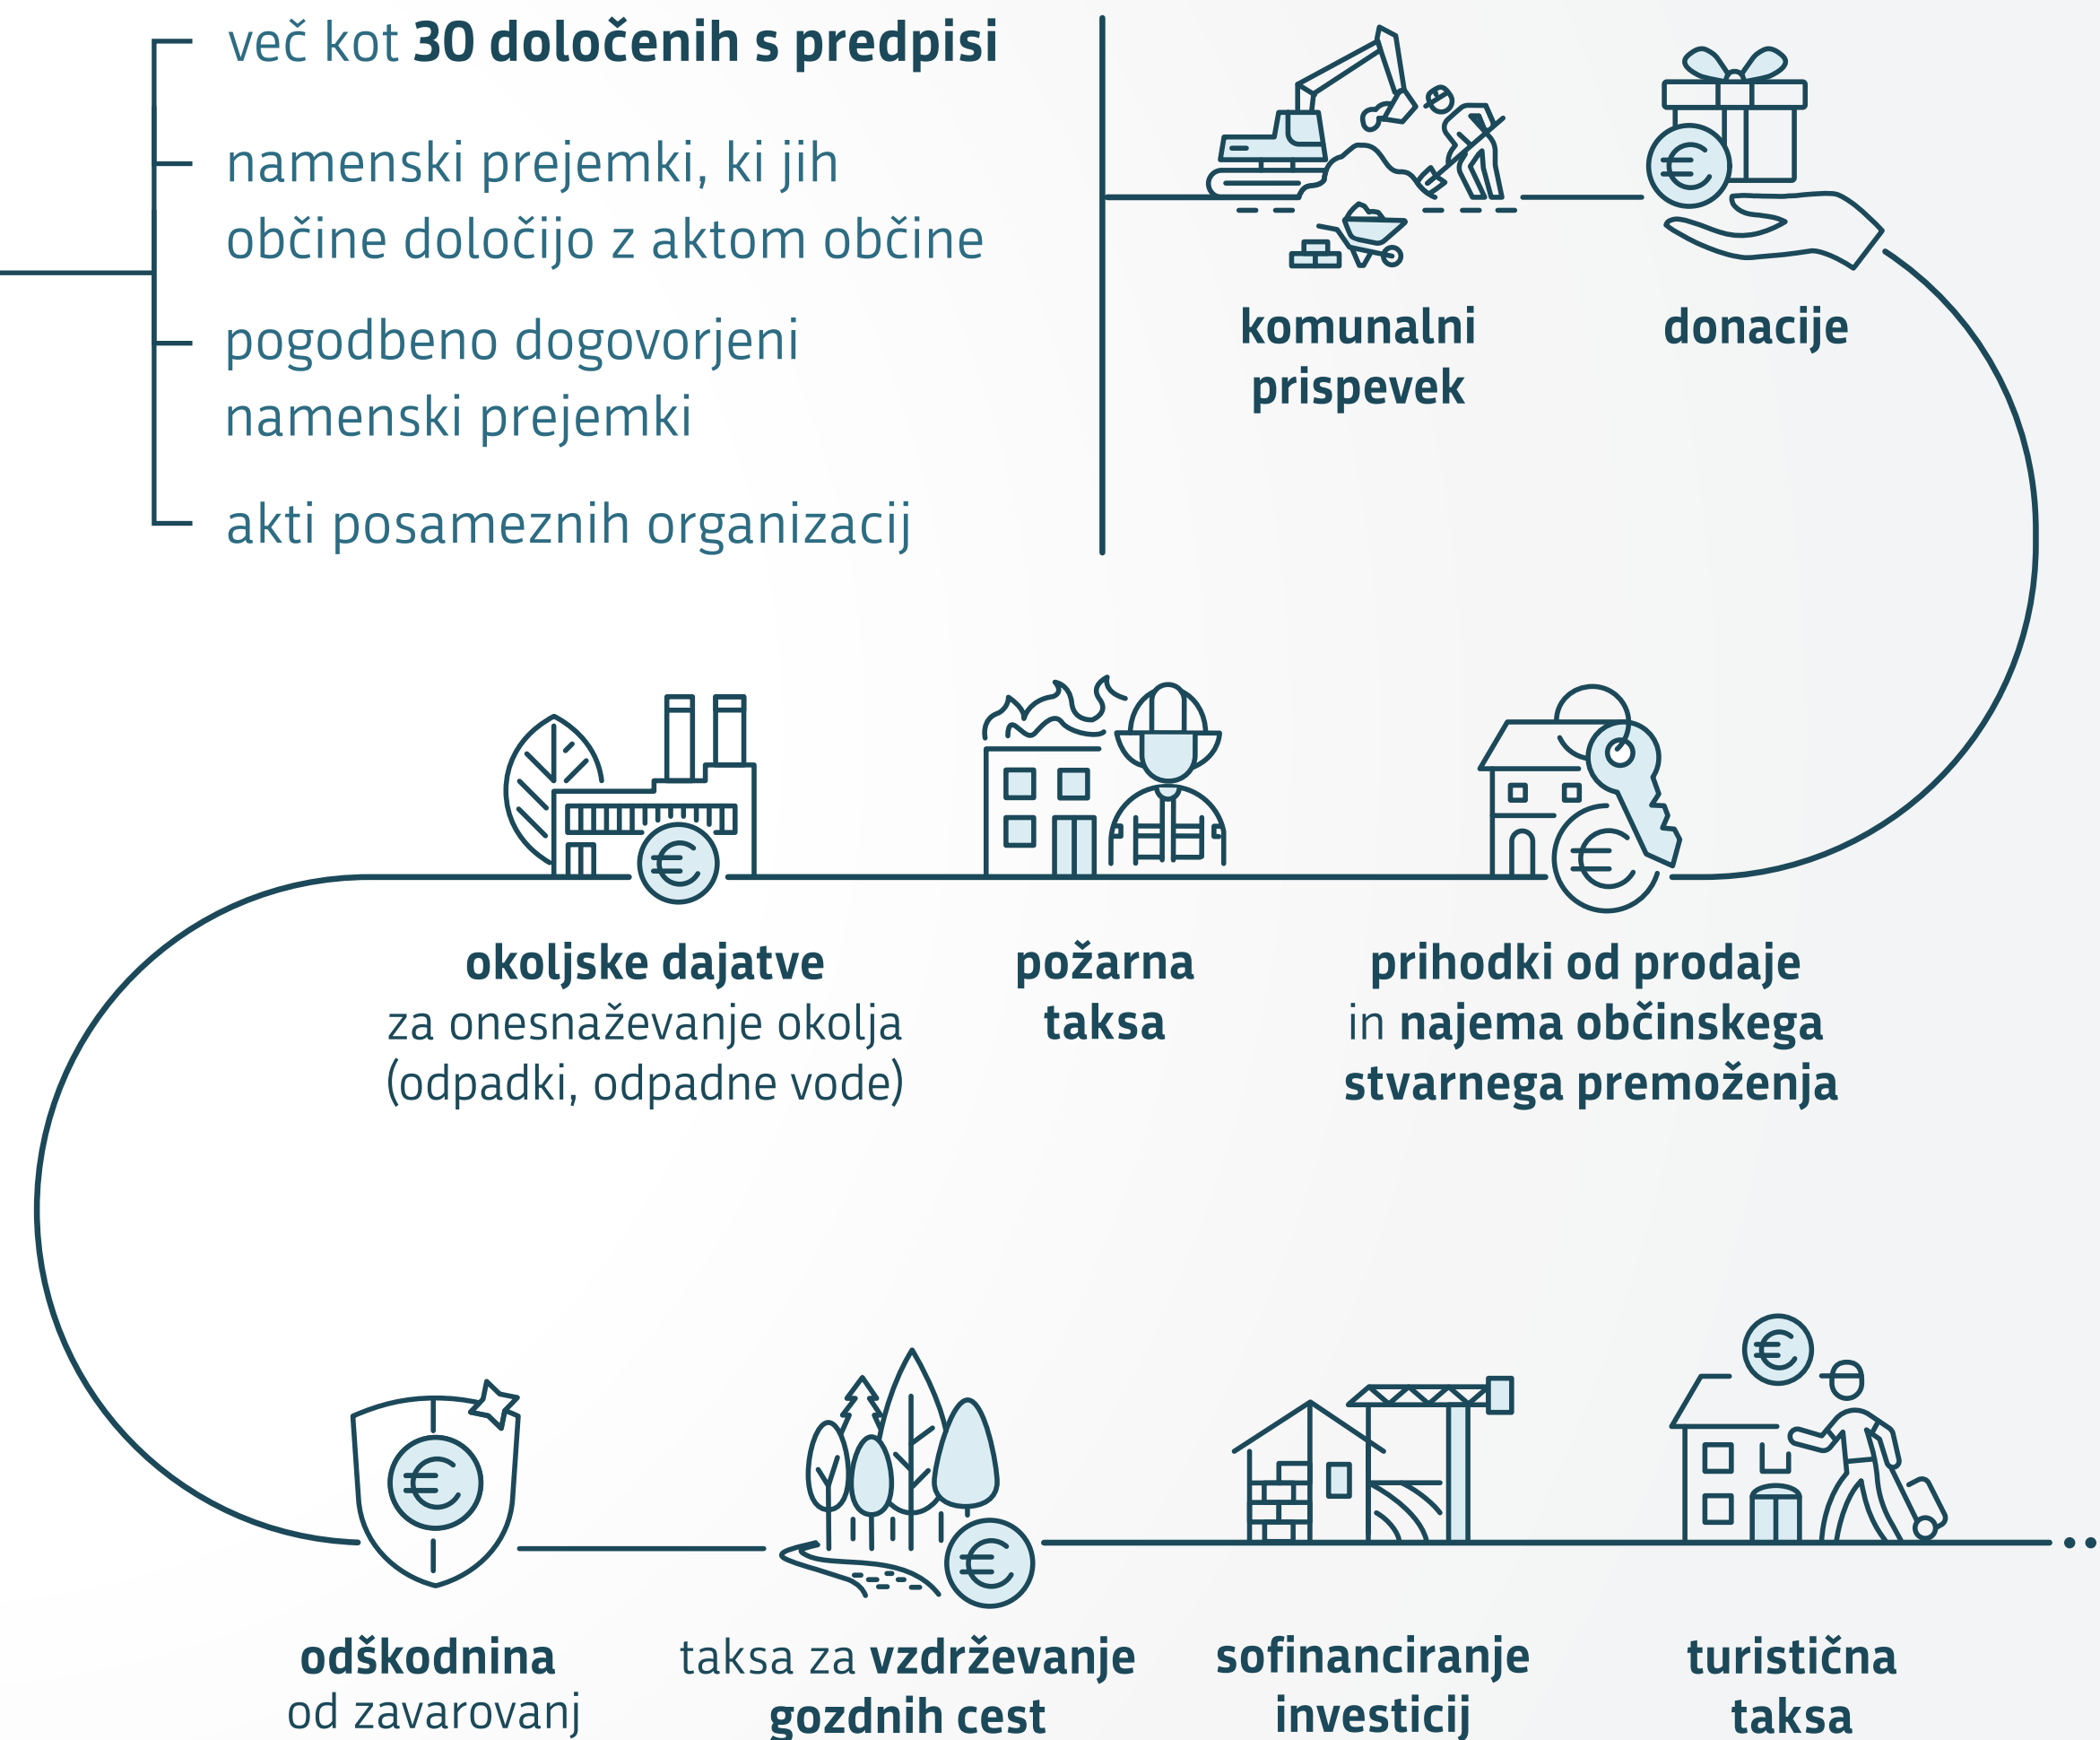 več kot 30 določenih s predpisi
namenski prejemki, ki jih
občine določijo z aktom občine
pogodbeno dogovorjeni
namenski prejemki
akti posameznih organizacij
komunalni
prispevek
donacije
okoljske dajatve
za onesnaževanje okolja
(odpadki, odpadne vode)
požarna
taksa
prihodki od prodaje
in najema občinskega
stvarnega premoženja
odškodnina
od zavarovanj
taksa za vzdrževanje
gozdnih cest
sofinanciranje
investicij
turistična
taksa